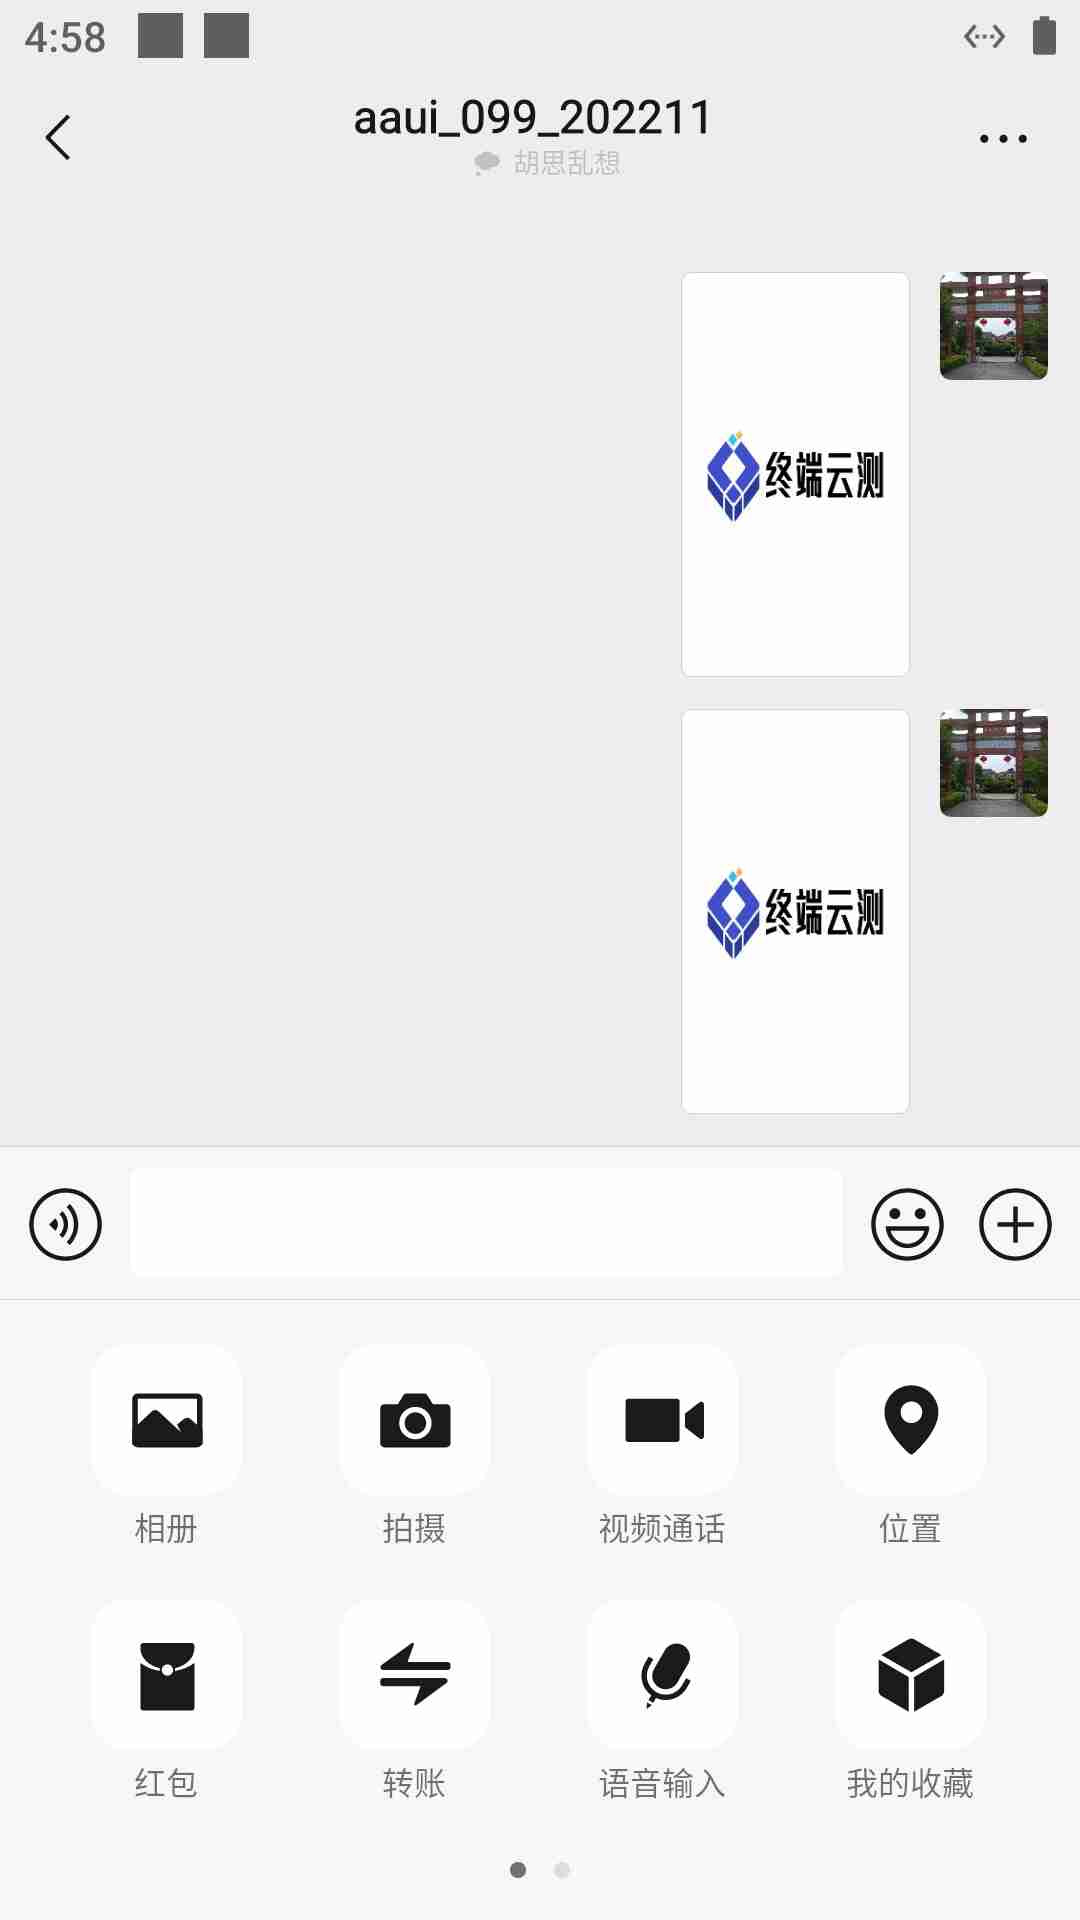 4:58
aaui_099_202211
胡思乱想
终端云测
终端云测
相册
拍摄
视频通话
位置
红包
转账
语音输入
我的收藏